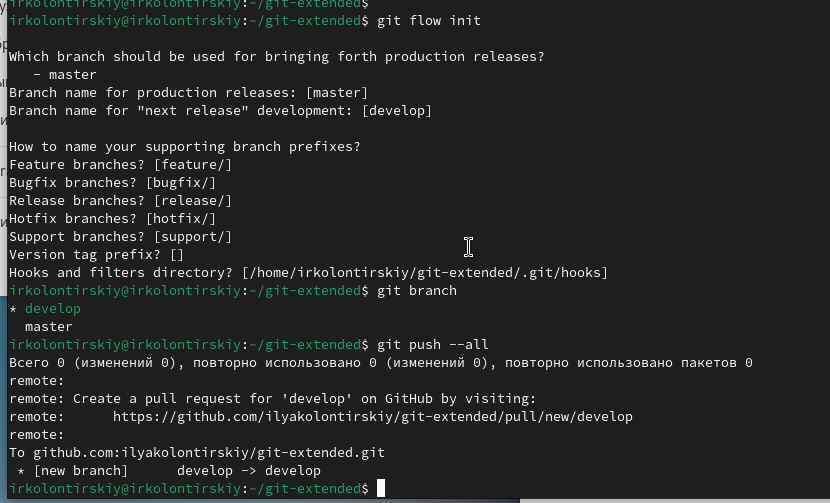 irkolontirskiy@irkolontirskiy:~/git-extended$
irkolontirskiy@irkolontirskiy:~/git-extended$ git flow init
Which branch should be used for bringing forth production releases?
   - master
Branch name for production releases: [master]
Branch name for "next release" development: [develop]
How to name your supporting branch prefixes?
Feature branches? [feature/]
Bugfix branches? [bugfix/]
Release branches? [release/]
Hotfix branches? [hotfix/]
Support branches? [support/]
Version tag prefix? []
Hooks and filters directory? [/home/irkolontirskiy/git-extended/.git/hooks]
irkolontirskiy@irkolontirskiy:~/git-extended$ git branch
* develop
  master
irkolontirskiy@irkolontirskiy:~/git-extended$ git push --all
Всего 0 (изменений 0), повторно использовано 0 (изменений 0), повторно использовано пакетов 0
remote:
remote: Create a pull request for 'develop' on GitHub by visiting:
remote:      https://github.com/ilyakolontirskiy/git-extended/pull/new/develop
remote:
To github.com:ilyakolontirskiy/git-extended.git
 * [new branch]      develop -> develop
irkolontirskiy@irkolontirskiy:~/git-extended$